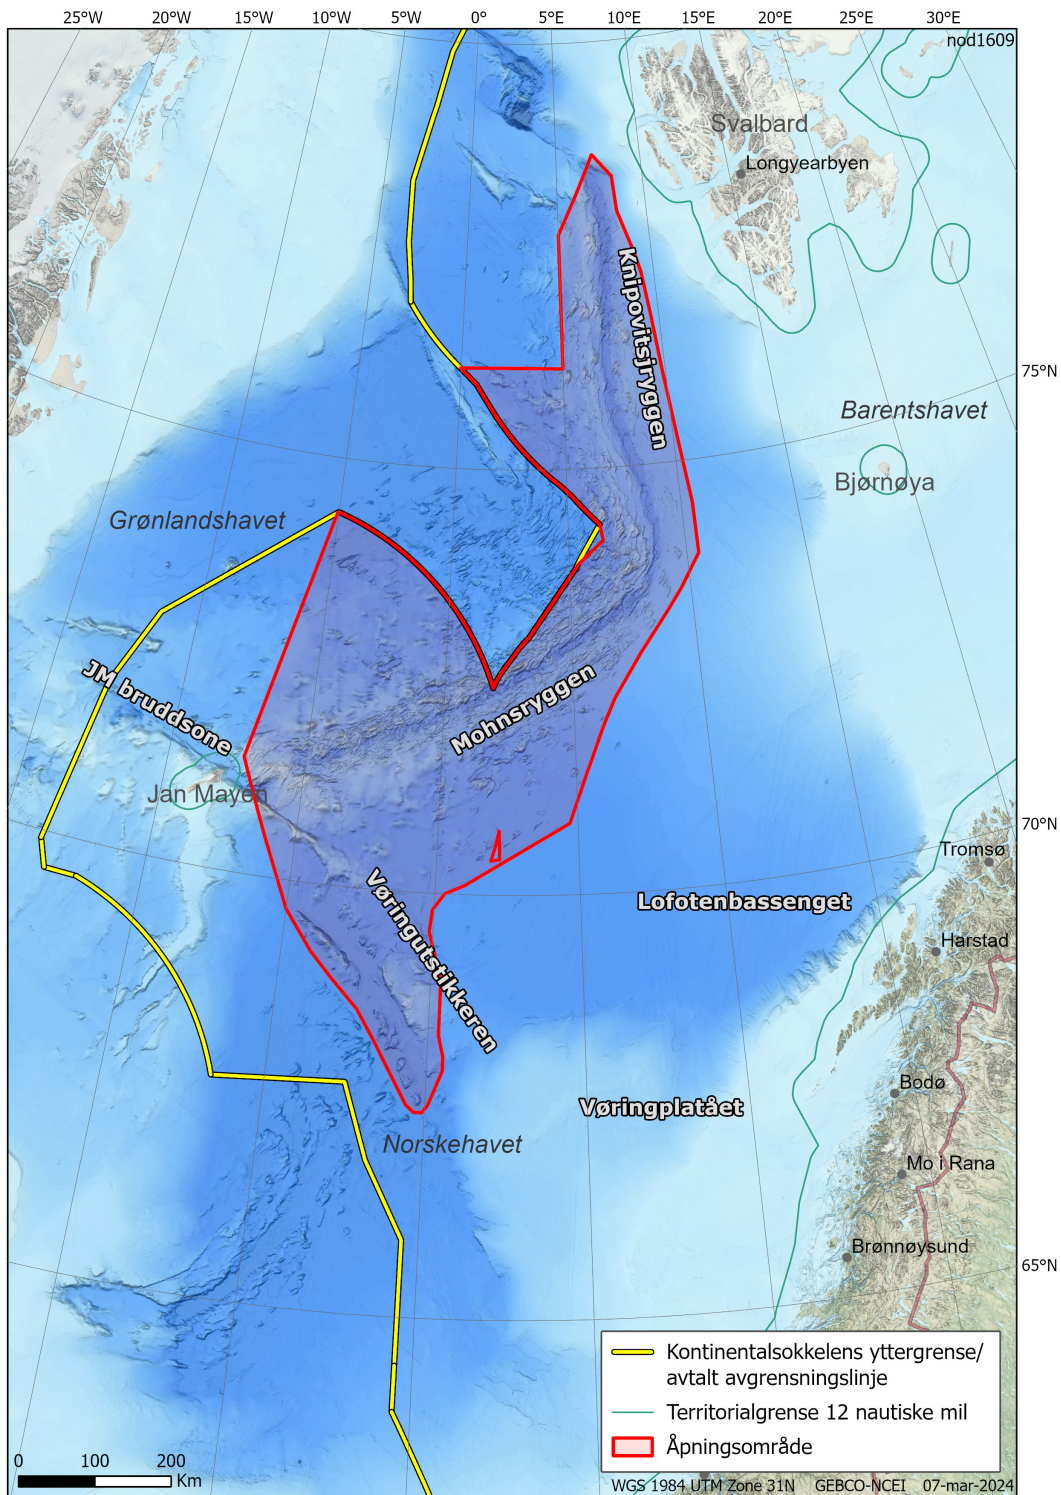 25°W 20°W 15°W 10°W 5°W 0° 5°E 10°E 15°E 20°E 25°E 30°E
nod1609
Svalbard
Longyearbyen
Knipovitsjryggen
75°N
Barentshavet
Bjørnøya
Grønlandshavet
JM bruddsone
Mohnsryggen
Jan Mayen
70°N
Tromsø
Vøringutstikkeren
Lofotenbassenget
Harstad
Bodø
Vøringplatået
Norskehavet
Mo i Rana
Brønnøysund
65°N
Kontinentalsokkelens yttergrense/
avtalt avgrensningslinje
Territorialgrense 12 nautiske mil
Åpningsområde
0 100 200
Km
WGS 1984 UTM Zone 31N GEBCO-NCEI 07-mar-2024